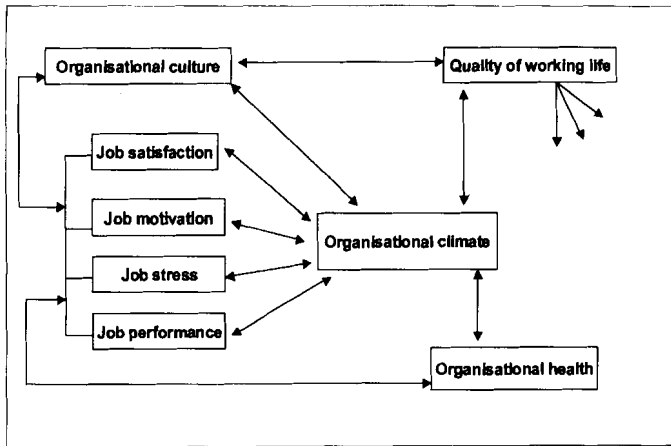 Organisational culture
Quality of working life
Job satisfaction
Job motivation
Organisational climate
Job stress
Job performance
Organisational health